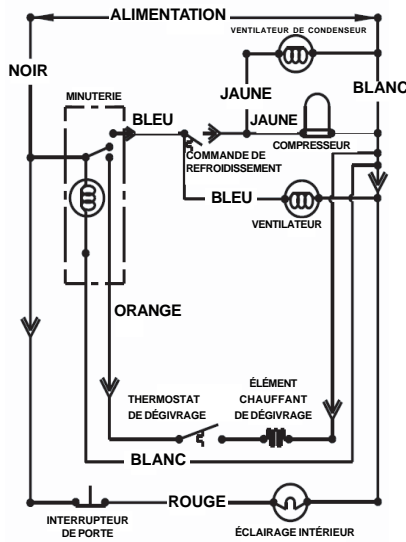 ALIMENTATION
VENTILATEUR DE CONDENSEUR
NOIR
JAUNE
BLANC
MINUTERIE
BLEU
JAUNE
COMPRESSEUR
COMMANDE DE
REFROIDISSEMENT
BLEU
VENTILATEUR
ORANGE
THERMOSTAT
DE DÉGIVRAGE
ÉLÉMENT
CHAUFFANT
DE DÉGIVRAGE
BLANC
ROUGE
INTERRUPTEUR
DE PORTE
ÉCLAIRAGE INTÉRIEUR